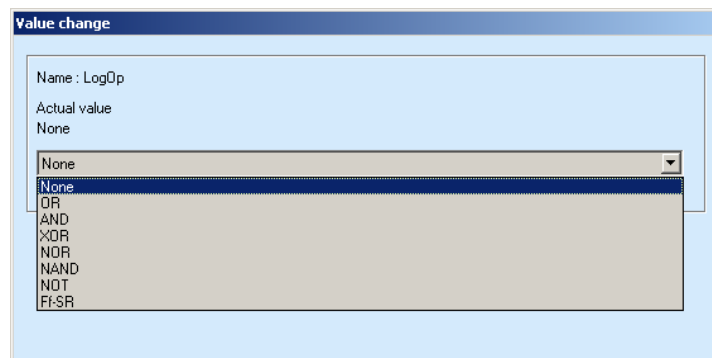 Value change
Name : LogOp
Actual value
None
None
None
OR
AND
XOR
NOR
NAND
NOT
Ff-SR